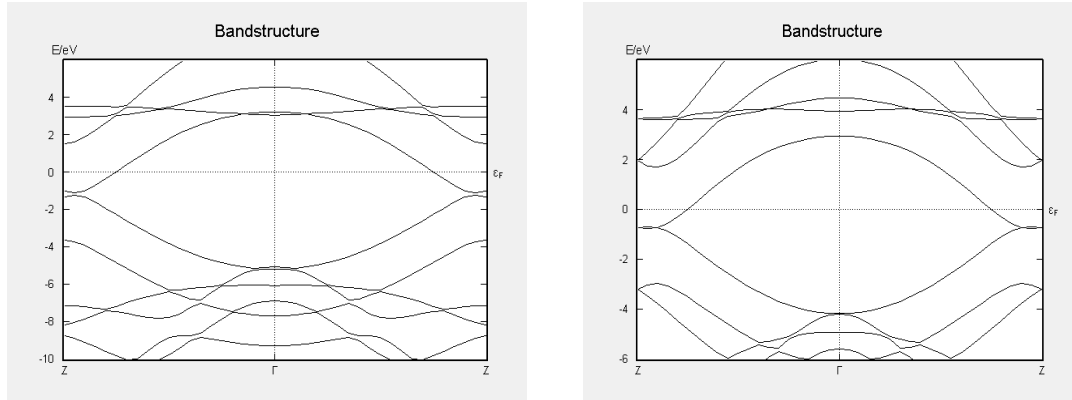 Bandstructure
E/eV
4
2
0
-2
-4
-6
-8
-10
εF
Z Γ Z
Bandstructure
E/eV
4
2
0
-2
-4
-6
εF
Z Γ Z